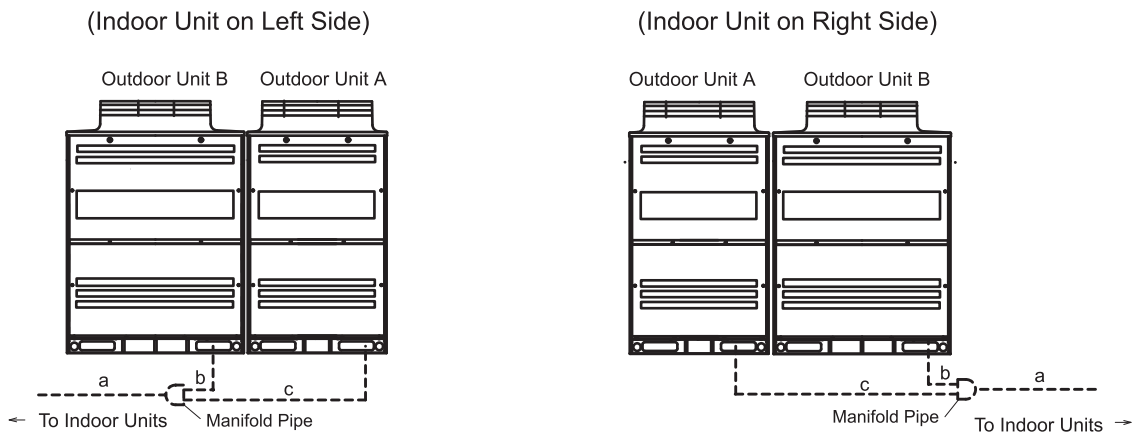 (Indoor Unit on Left Side)
Outdoor Unit B
Outdoor Unit A
a
b
c
← To Indoor Units
Manifold Pipe
(Indoor Unit on Right Side)
Outdoor Unit A
Outdoor Unit B
c
b
a
Manifold Pipe
To Indoor Units →